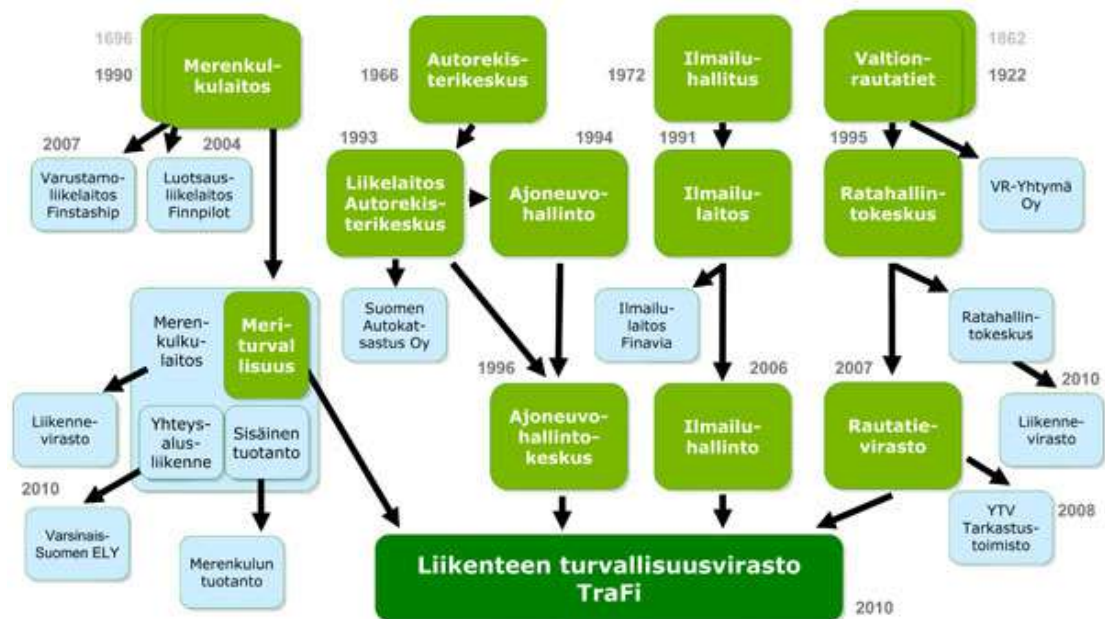 1696
1990
Merenkul-
kulaitos
1966
Autorekis-
terikeskus
1972
Ilmailu-
hallitus
Valtion-
rautatiet
1862
1922
2007
Varustamo-
liikelaitos
Finstaship
2004
Luotsaus-
liikelaitos
Finnpilot
1993
Liikelaitos
Autorekis-
terikeskus
1994
Ajoneuvo-
hallinto
1991
Ilmailu-
laitos
1995
Ratahallin-
tokeskus
VR-Yhtymä
Oy
Meren-
kulku-
laitos
Meri-
turval
lisuus
Suomen
Autokat-
sastus Oy
Ilmailu-
laitos
Finavia
Ratahallin-
tokeskus
Liikenne-
virasto
Yhteys-
alus-
liikenne
Sisäinen
tuotanto
1996
Ajoneuvo-
hallinto-
keskus
2006
Ilmailu-
hallinto
2007
Rautatie-
virasto
2010
Liikenne-
virasto
2010
Varsinais-
Suomen ELY
Merenkulun
tuotanto
YTV
Tarkastus-
toimisto
2008
Liikenteen turvallisuusvirasto
TraFi
2010